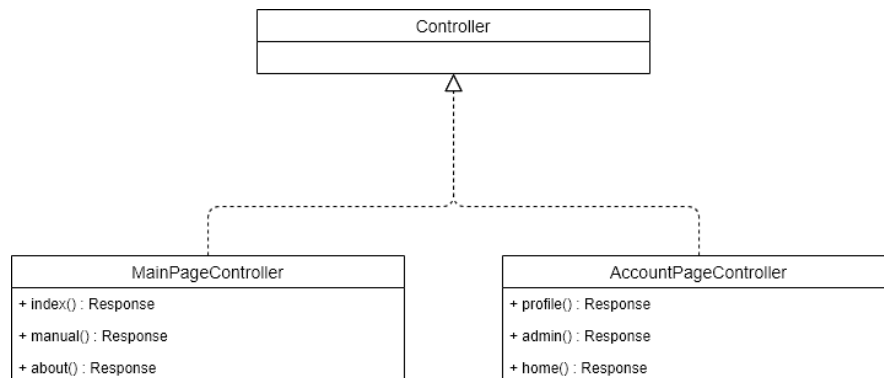 Controller
MainPageController
+ index() : Response
+ manual() : Response
+ about() : Response
AccountPageController
+ profile() : Response
+ admin() : Response
+ home() : Response